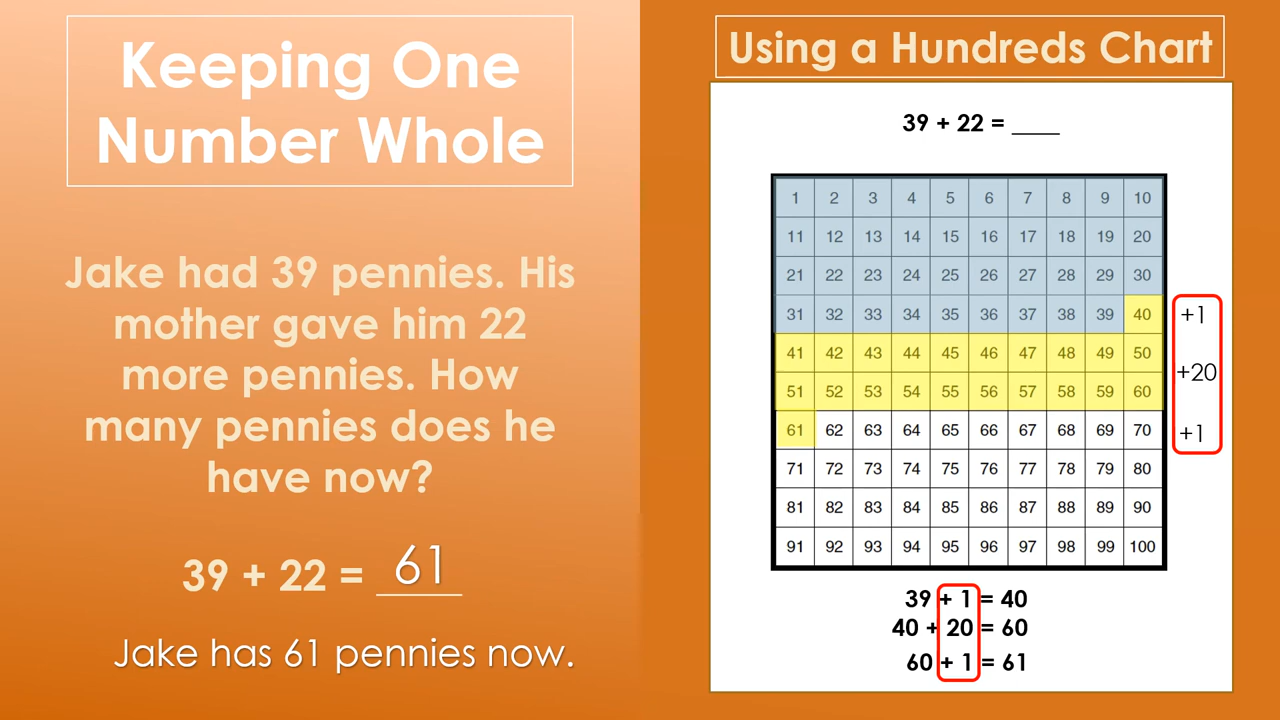 Keeping One
Number Whole
Jake had 39 pennies. His
mother gave him 22
more pennies. How
many pennies does he
have now?
39 + 22 = 61
Jake has 61 pennies now.
Using a Hundreds Chart
39 + 22 = ____
1 2 3 4 5 6 7 8 9 10
11 12 13 14 15 16 17 18 19 20
21 22 23 24 25 26 27 28 29 30
31 32 33 34 35 36 37 38 39 40 +1
41 42 43 44 45 46 47 48 49 50
+20
51 52 53 54 55 56 57 58 59 60
61 62 63 64 65 66 67 68 69 70 +1
71 72 73 74 75 76 77 78 79 80
81 82 83 84 85 86 87 88 89 90
91 92 93 94 95 96 97 98 99 100
39 + 1 = 40
40 + 20 = 60
60 + 1 = 61